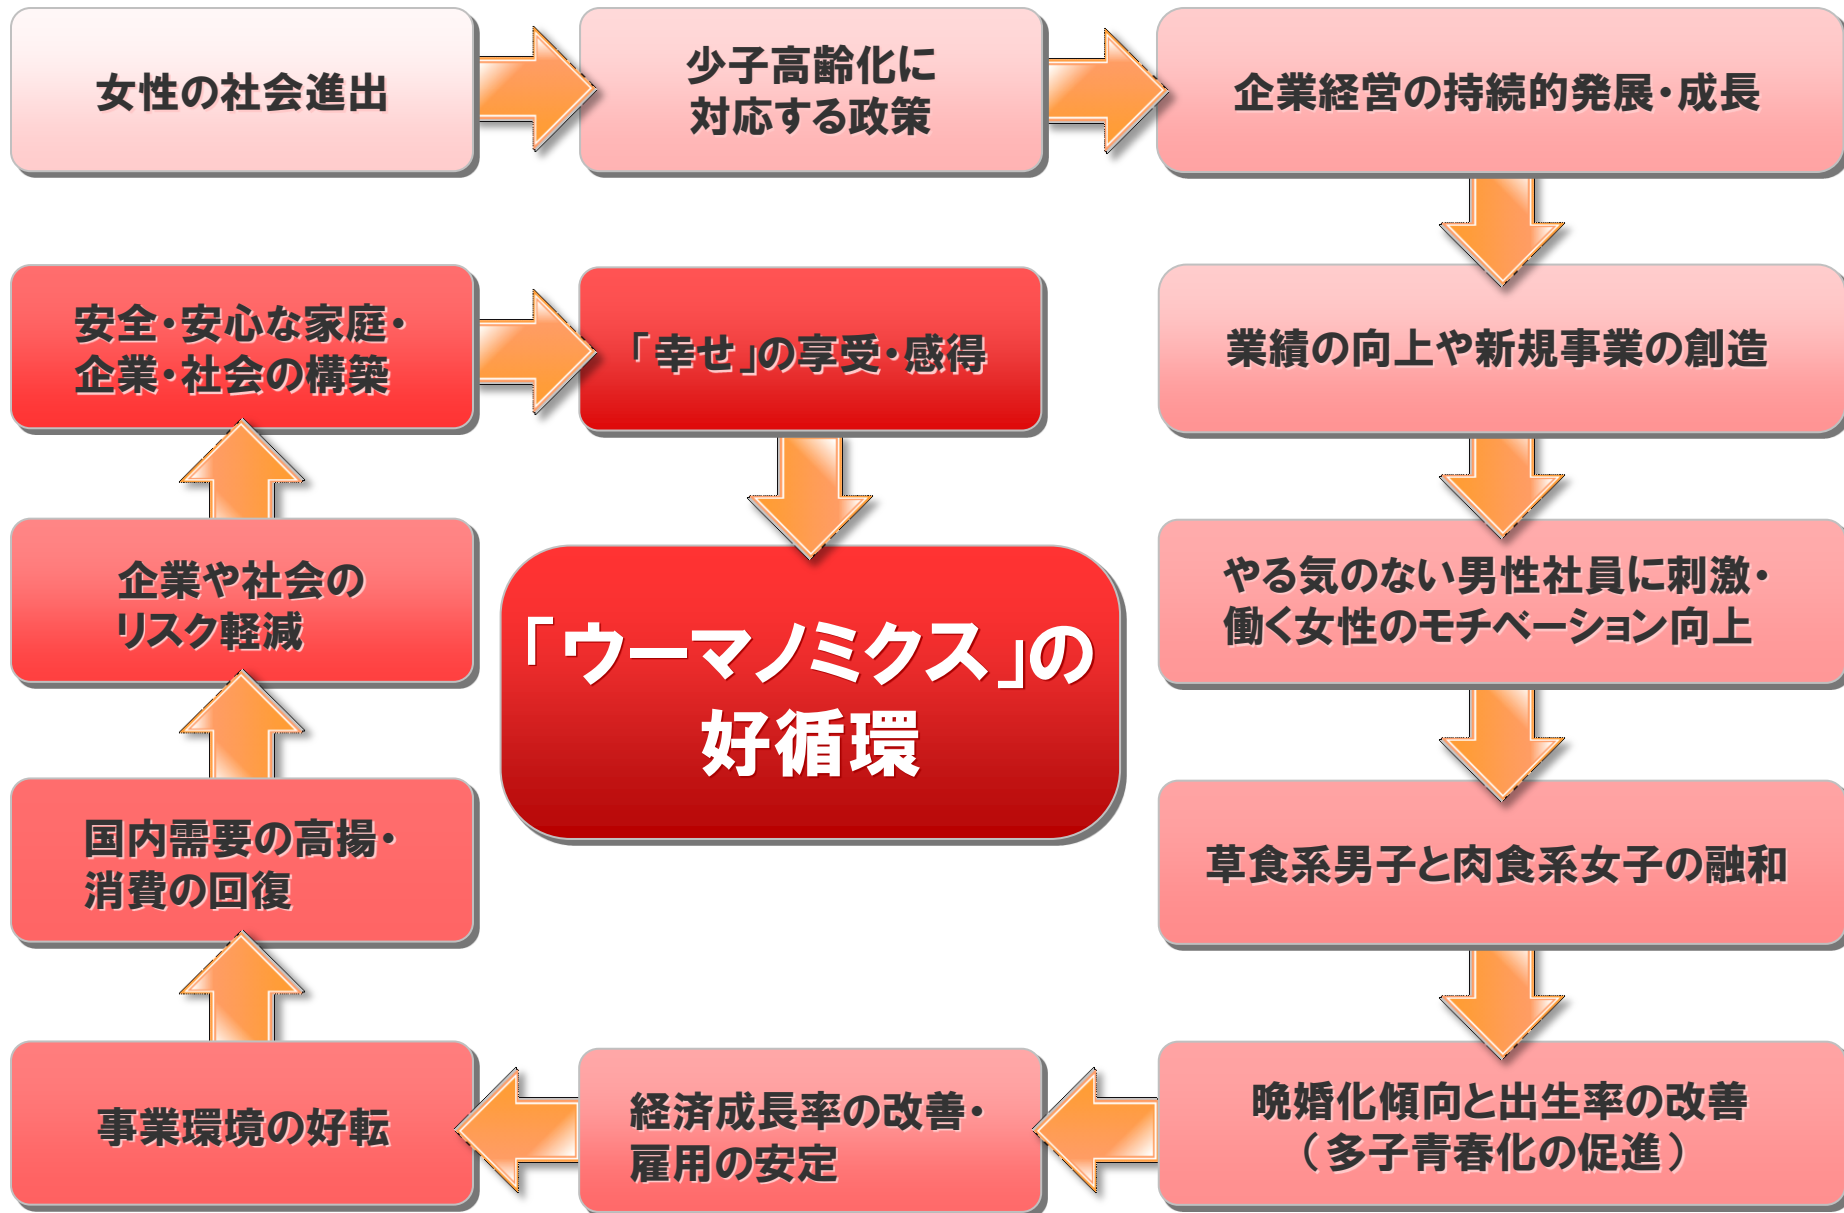 女性の社会進出
少子高齢化に
対応する政策
企業経営の持続的発展・成長
業績の向上や新規事業の創造
やる気のない男性社員に刺激・
働く女性のモチベーション向上
草食系男子と肉食系女子の融和
晩婚化傾向と出生率の改善
（多子青春化の促進）
経済成長率の改善・
雇用の安定
事業環境の好転
国内需要の高揚・
消費の回復
企業や社会の
リスク軽減
安全・安心な家庭・
企業・社会の構築
「幸せ」の享受・感得
「ウーマノミクス」の
好循環